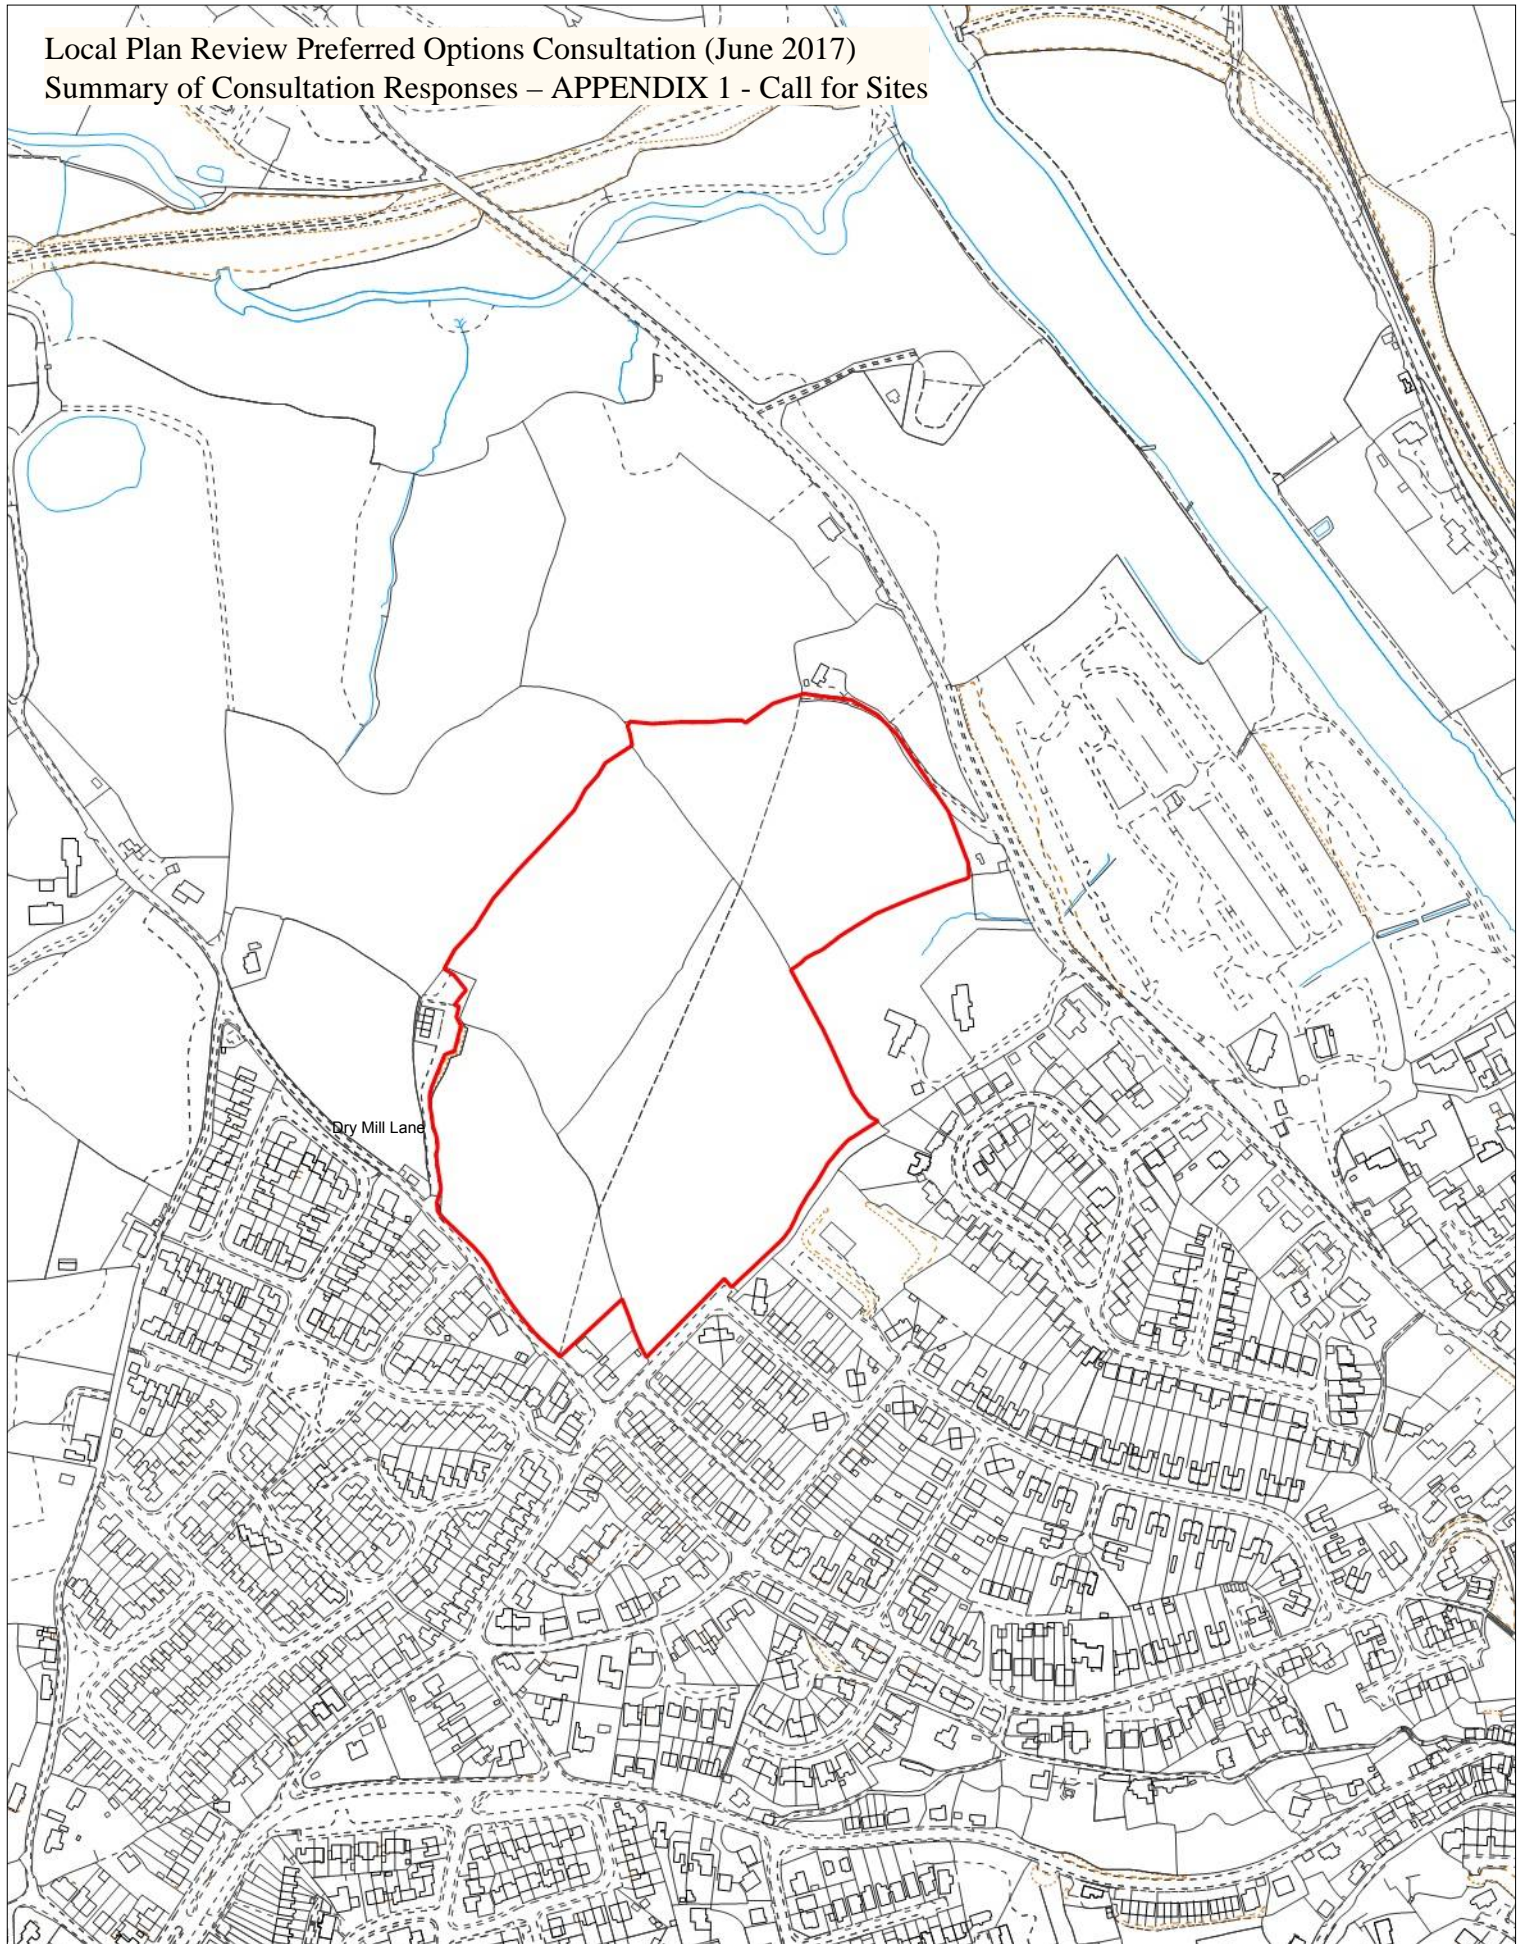 Local Plan Review Preferred Options Consultation (June 2017)
Summary of Consultation Responses – APPENDIX 1 - Call for Sites
Dry Mill Lane